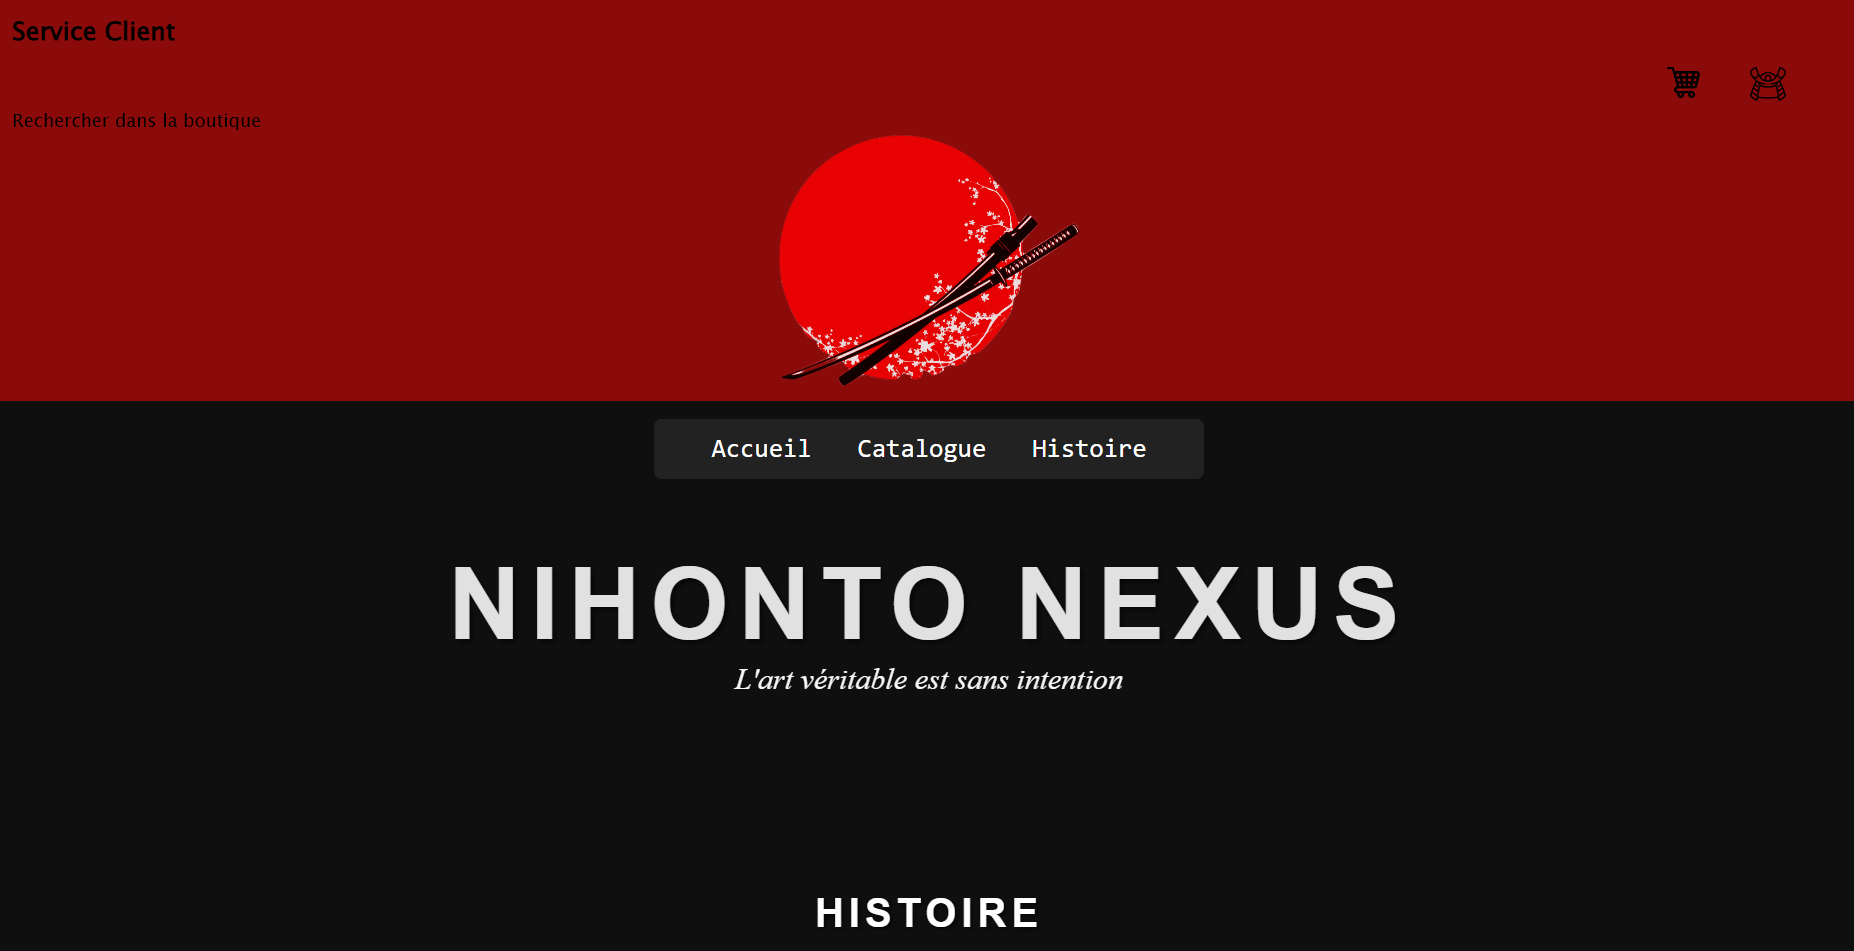 Service Client
Rechercher dans la boutique
Accueil Catalogue Histoire
NIHONTO NEXUS
L'art véritable est sans intention
HISTOIRE